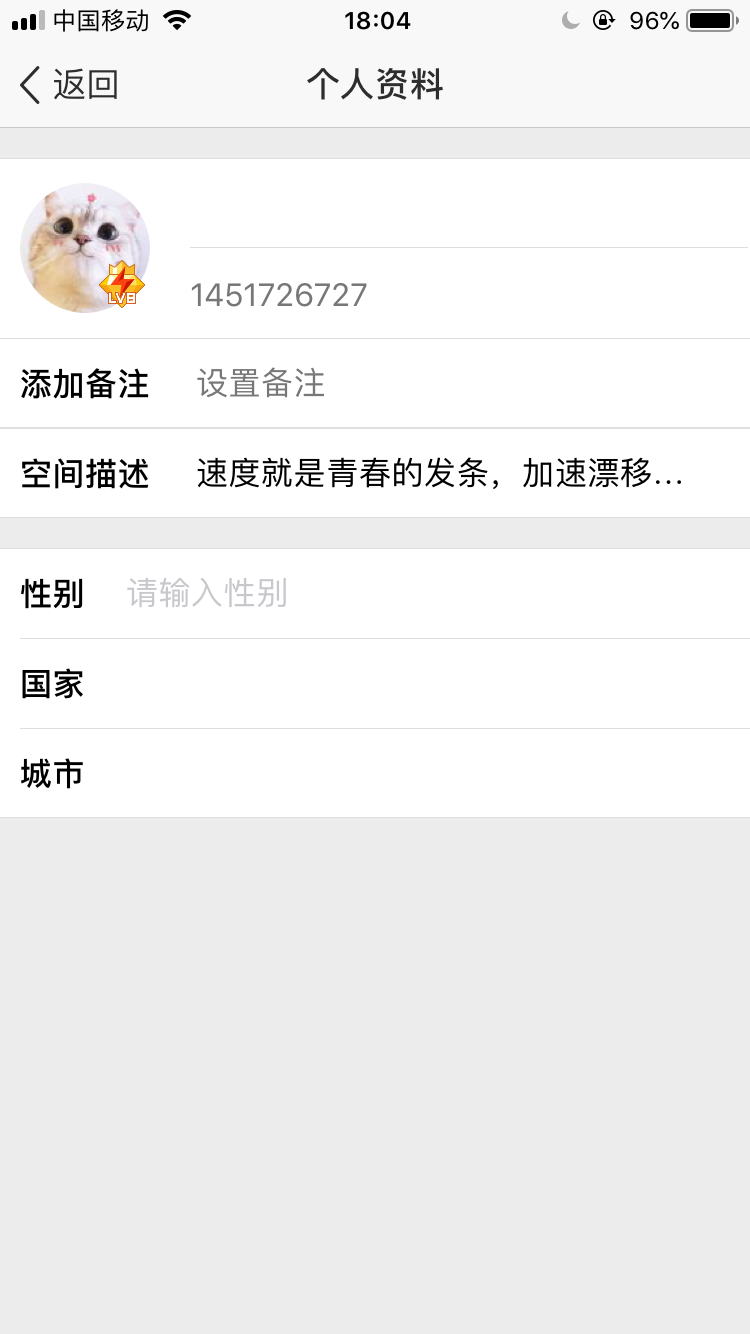 中国移动 18:04 96%
返回 个人资料
LV8
1451726727
添加备注 设置备注
空间描述 速度就是青春的发条，加速漂移...
性别 请输入性别
国家
城市